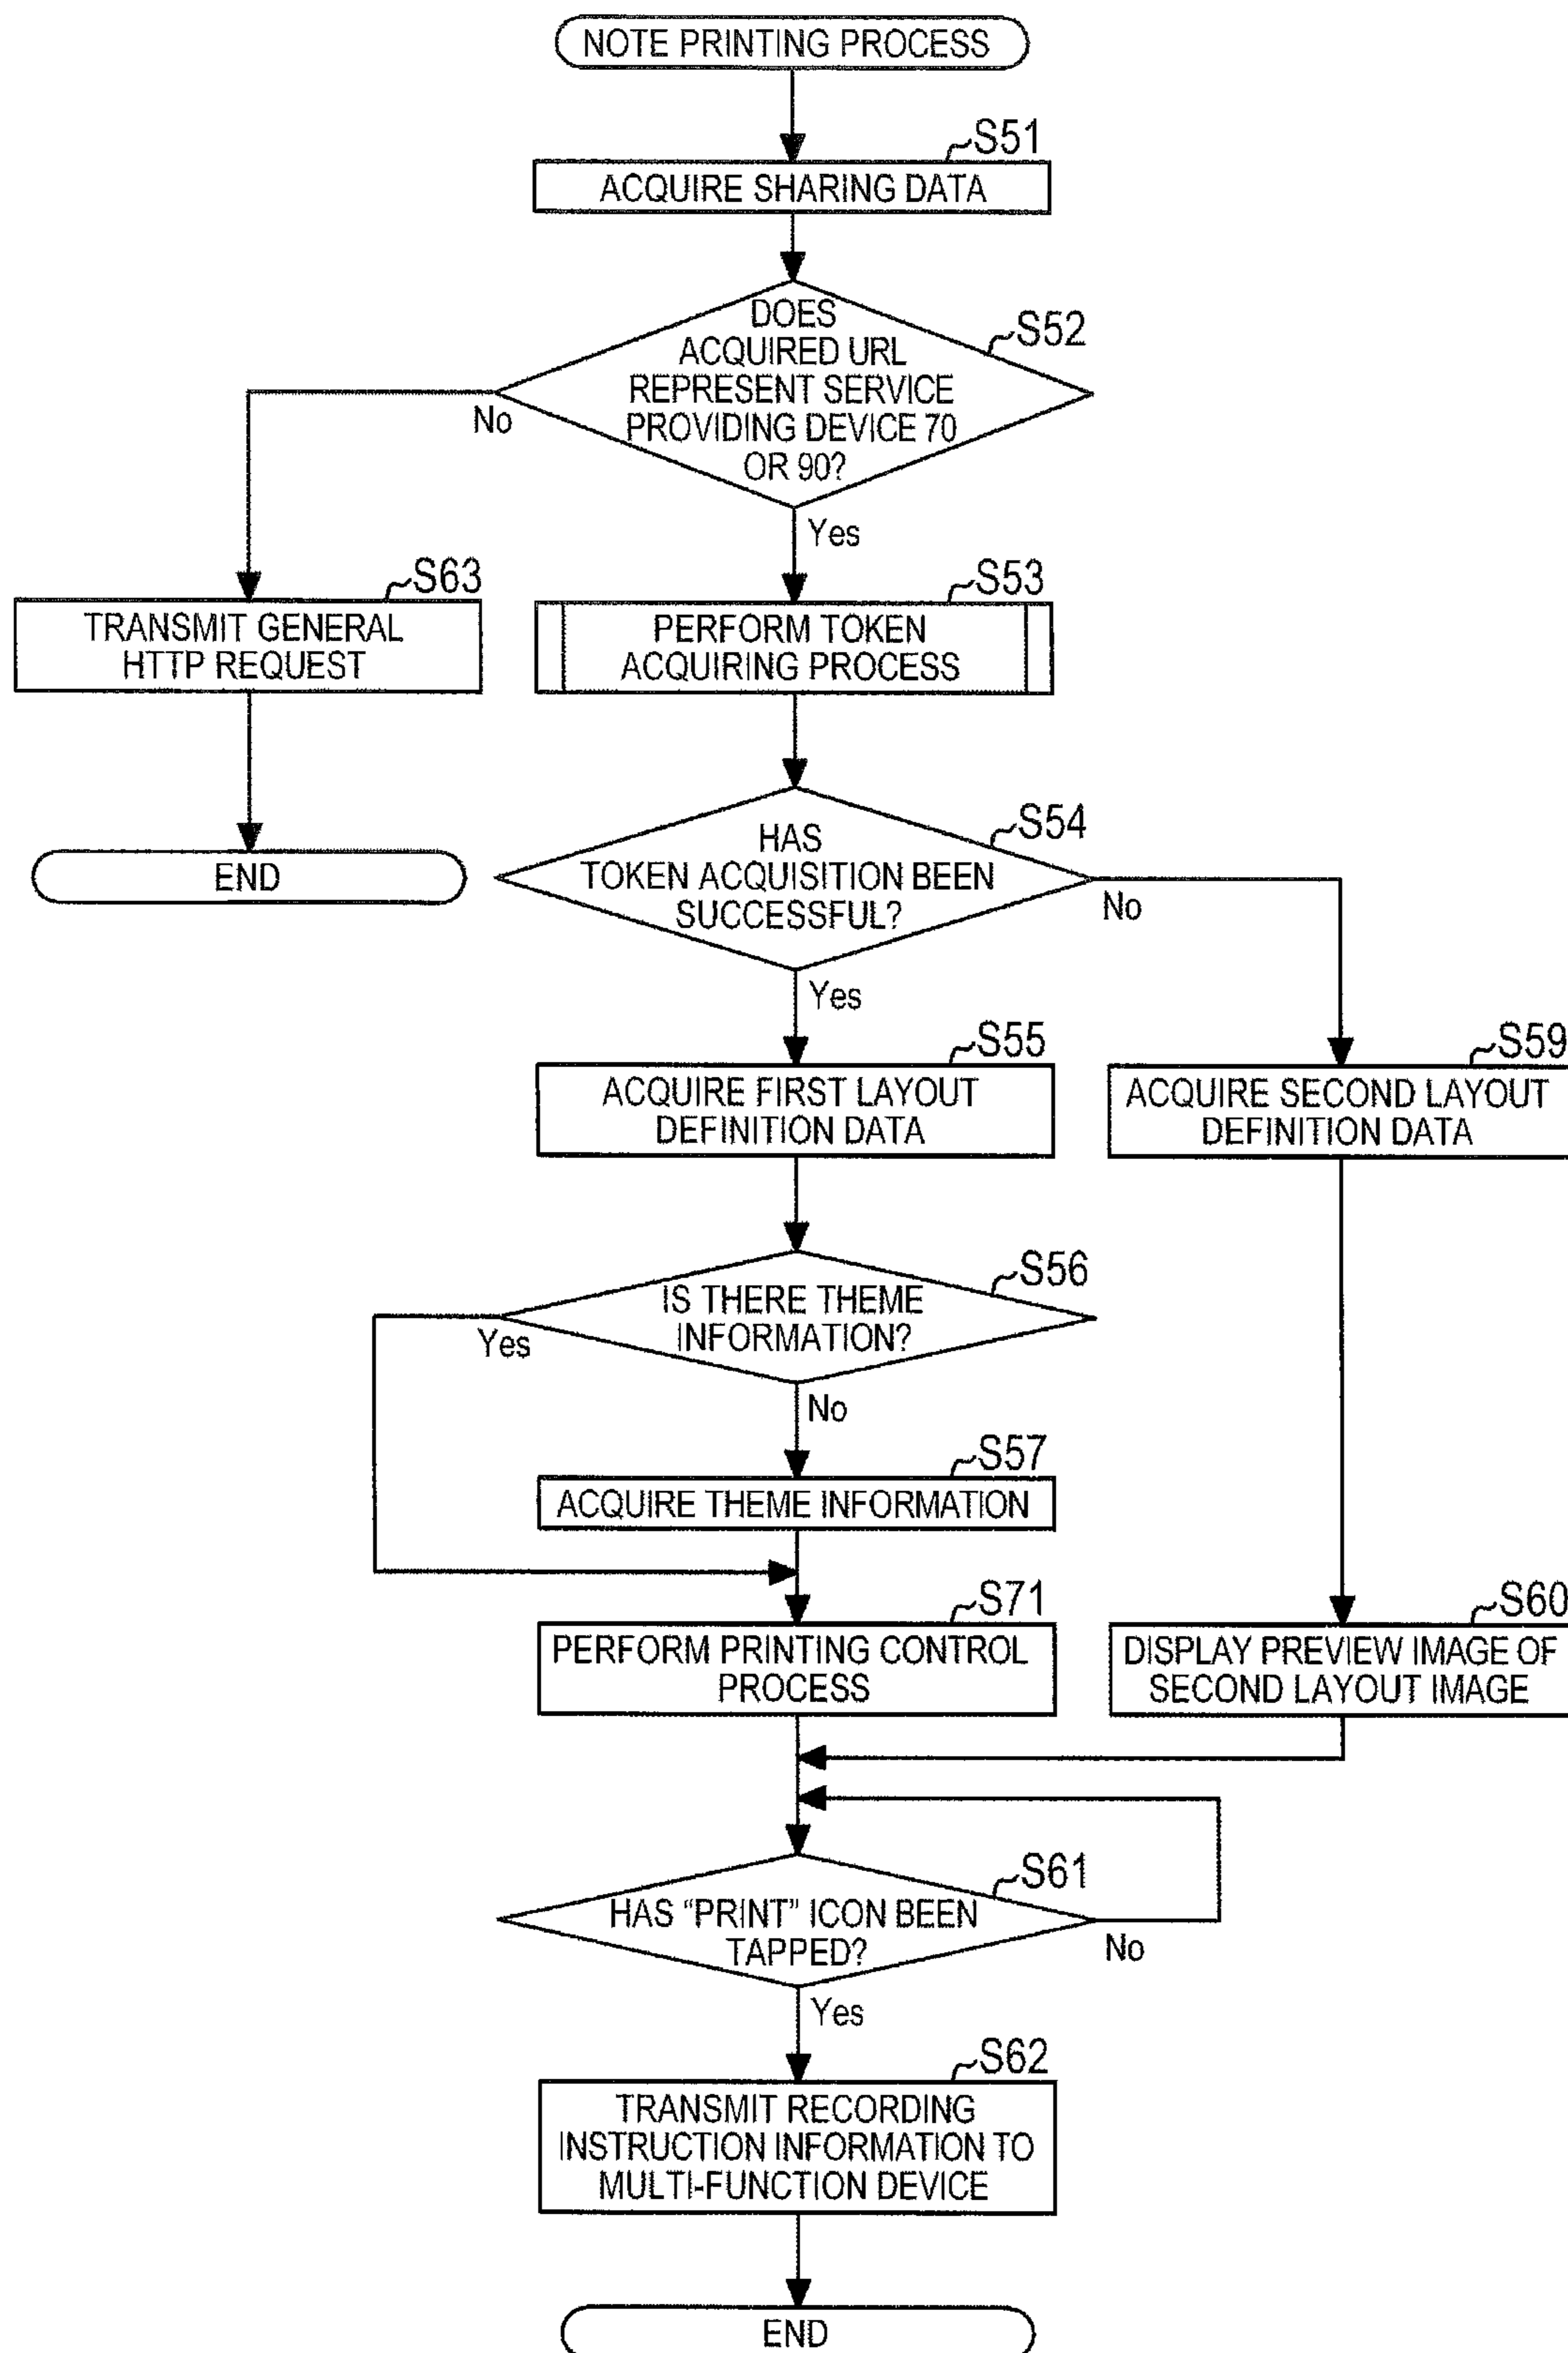 NOTE PRINTING PROCESS
S51
ACQUIRE SHARING DATA
S52
DOES
ACQUIRED URL
REPRESENT SERVICE
PROVIDING DEVICE 70
OR 90?
No
Yes
S63
TRANSMIT GENERAL
HTTP REQUEST
END
S53
PERFORM TOKEN
ACQUIRING PROCESS
S54
HAS
TOKEN ACQUISITION BEEN
SUCCESSFUL?
No
Yes
S55
ACQUIRE FIRST LAYOUT
DEFINITION DATA
S59
ACQUIRE SECOND LAYOUT
DEFINITION DATA
S56
IS THERE THEME
INFORMATION?
Yes
No
S57
ACQUIRE THEME INFORMATION
S71
PERFORM PRINTING CONTROL
PROCESS
S60
DISPLAY PREVIEW IMAGE OF
SECOND LAYOUT IMAGE
S61
HAS “PRINT” ICON BEEN
TAPPED?
No
Yes
S62
TRANSMIT RECORDING
INSTRUCTION INFORMATION TO
MULTI-FUNCTION DEVICE
END